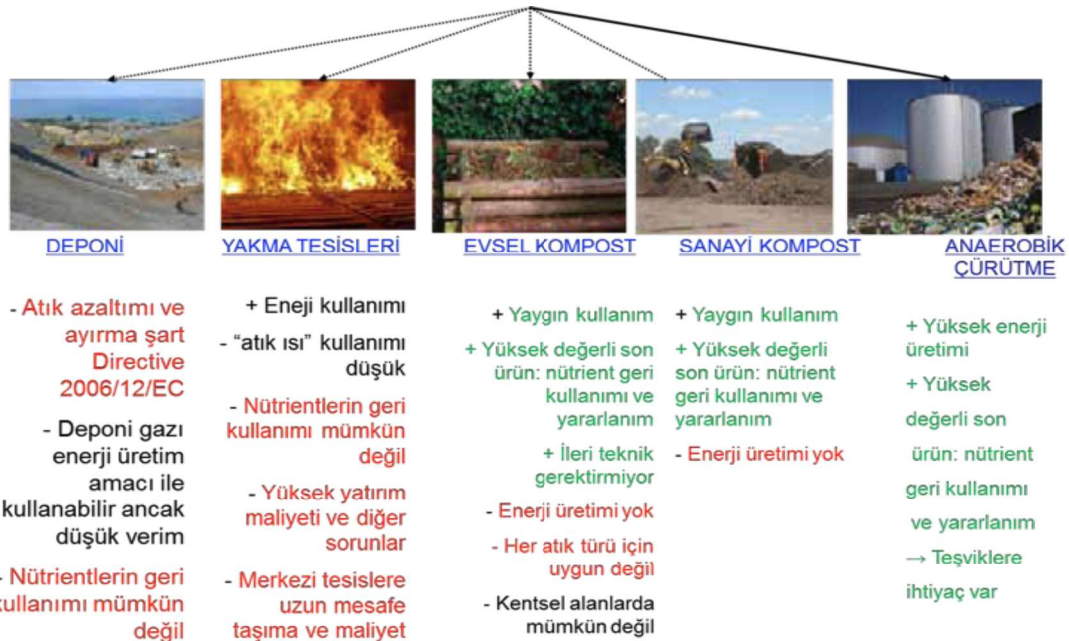 DEPONİ
- Atık azaltımı ve
ayırma şart
Directive
2006/12/EC
- Deponi gazı
enerji üretim
amacı ile
kullanabilir ancak
düşük verim
- Nütrientlerin geri
kullanımı mümkün
değil
YAKMA TESİSLERİ
+ Eneji kullanımı
- “atık ısı” kullanımı
düşük
- Nütrientlerin geri
kullanımı mümkün
değil
- Yüksek yatırım
maliyeti ve diğer
sorunlar
- Merkezi tesislere
uzun mesafe
taşıma ve maliyet
EVSEL KOMPOST
+ Yaygın kullanım
+ Yüksek değerli son
ürün: nütrient geri
kullanımı ve
yararlanım
+ İleri teknik
gerektirmiyor
- Enerji üretimi yok
- Her atık türü için
uygun değil
- Kentsel alanlarda
mümkün değil
SANAYİ KOMPOST
+ Yaygın kullanım
+ Yüksek değerli
son ürün: nütrient
geri kullanımı ve
yararlanım
- Enerji üretimi yok
ANAEROBİK
ÇÜRÜTME
+ Yüksek enerji
üretimi
+ Yüksek
değerli son
ürün: nütrient
geri kullanımı
ve yararlanım
→ Teşviklere
ihtiyaç var